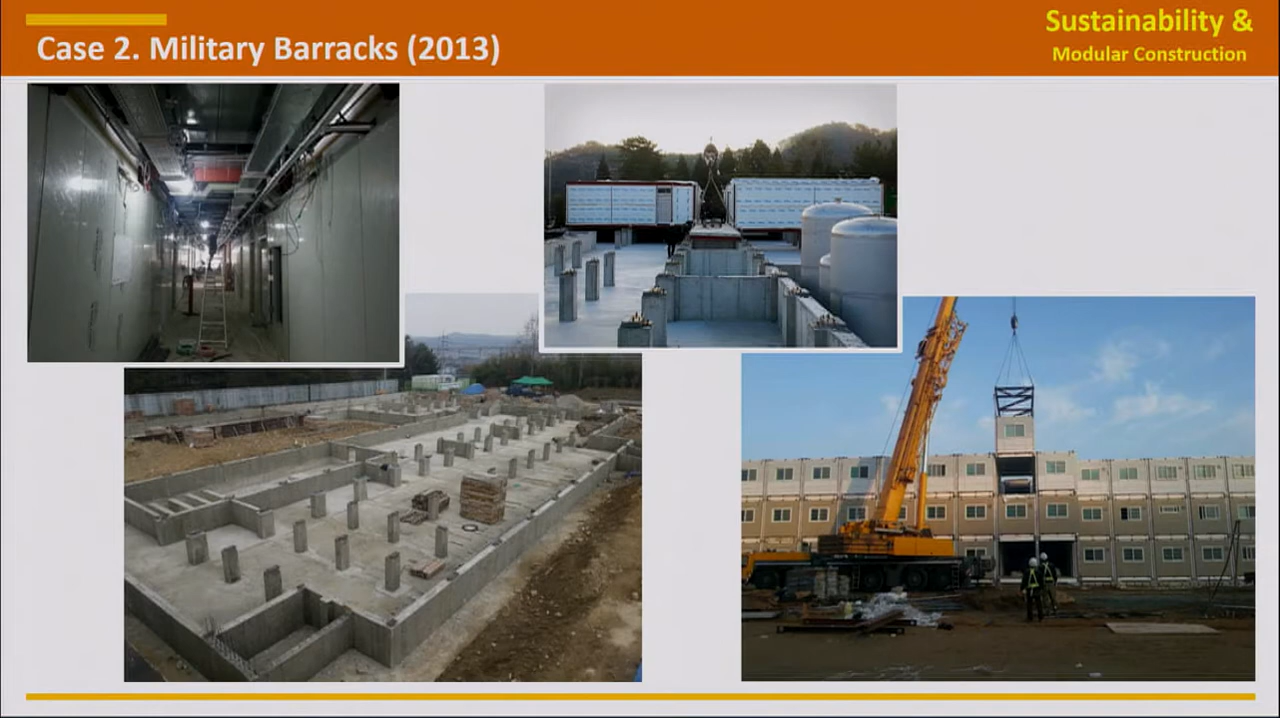 Case 2. Military Barracks (2013)
Sustainability &
Modular Construction